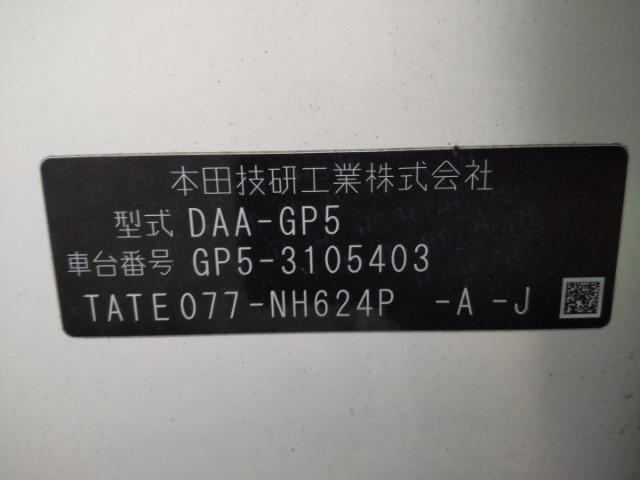 本田技研工業株式会社
型式 DAA-GP5
車台番号 GP5-3105403
TATE077-NH624P -A -J